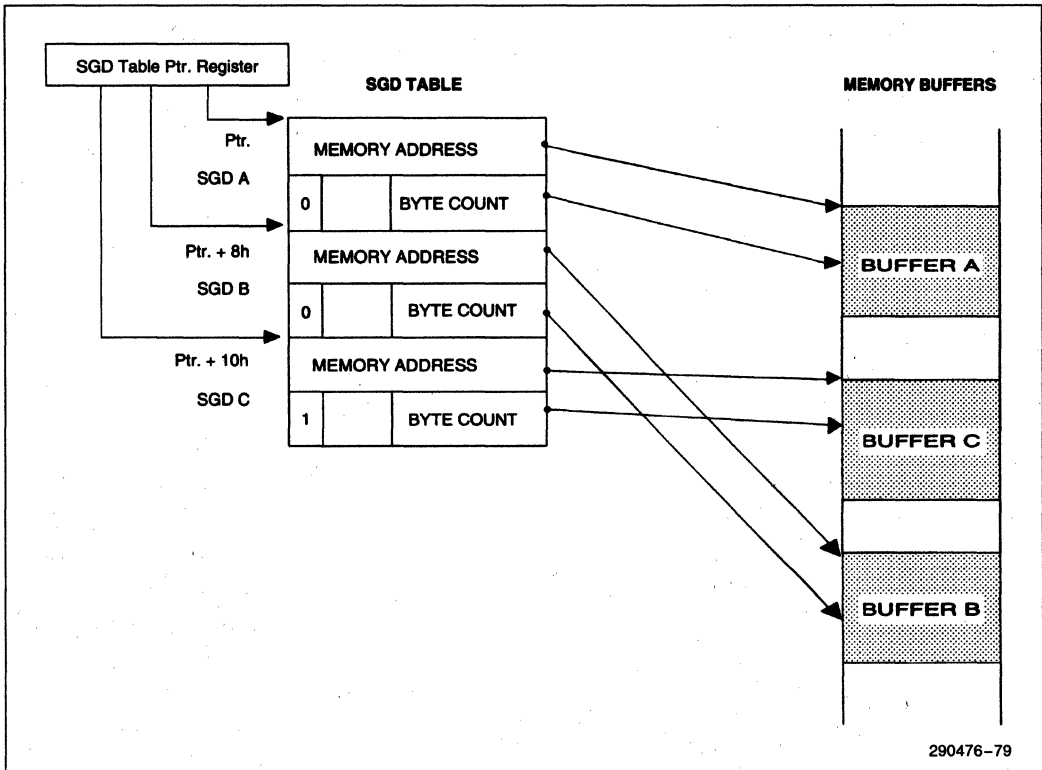 SGD Table Ptr. Register
SGD TABLE
MEMORY BUFFERS
Ptr.
MEMORY ADDRESS
SGD A
0
BYTE COUNT
Ptr. + 8h
MEMORY ADDRESS
SGD B
0
BYTE COUNT
Ptr. + 10h
MEMORY ADDRESS
SGD C
1
BYTE COUNT
BUFFER A
BUFFER C
BUFFER B
290476–79